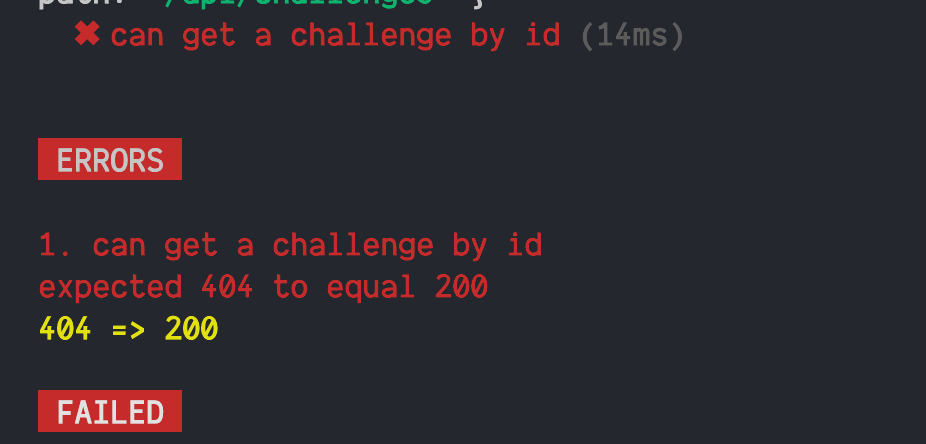 path: '/api/challenges' }
✖ can get a challenge by id (14ms)
ERRORS
1. can get a challenge by id
expected 404 to equal 200
404 => 200
FAILED